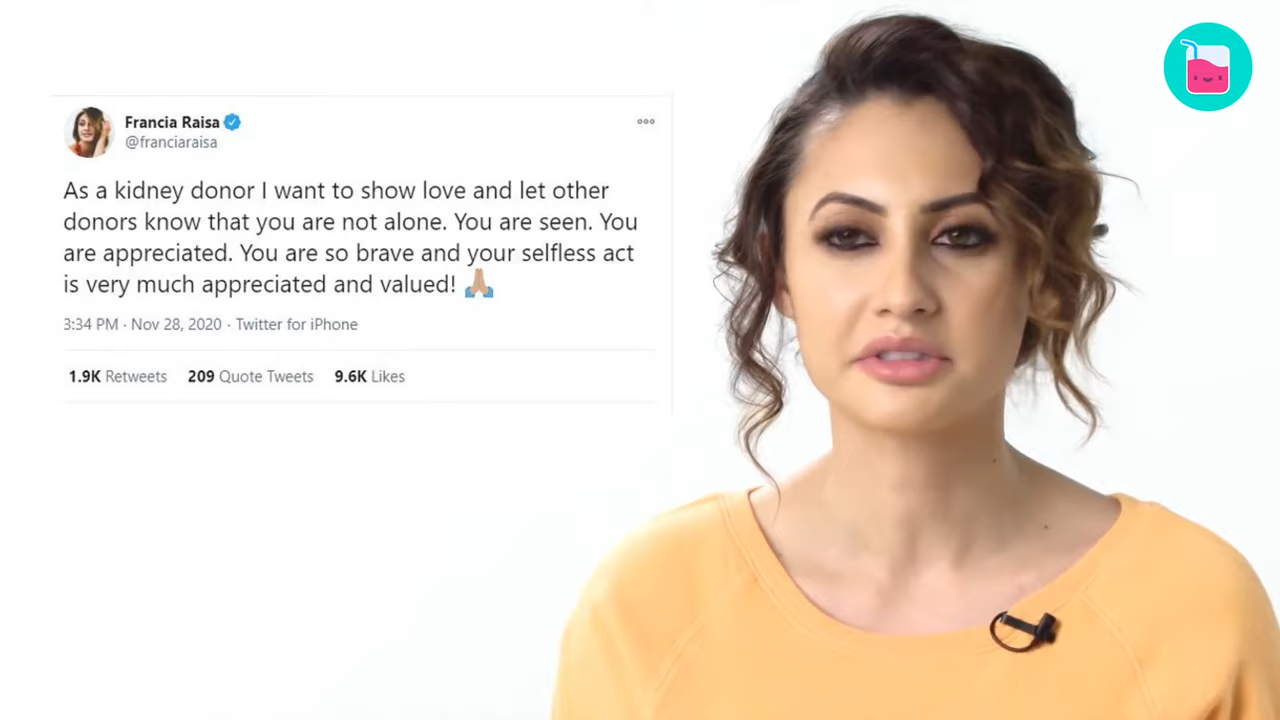 Francia Raisa
@franciaraisa
As a kidney donor I want to show love and let other
donors know that you are not alone. You are seen. You
are appreciated. You are so brave and your selfless act
is very much appreciated and valued! 🙏🏽
3:34 PM · Nov 28, 2020 · Twitter for iPhone
1.9K Retweets 209 Quote Tweets 9.6K Likes